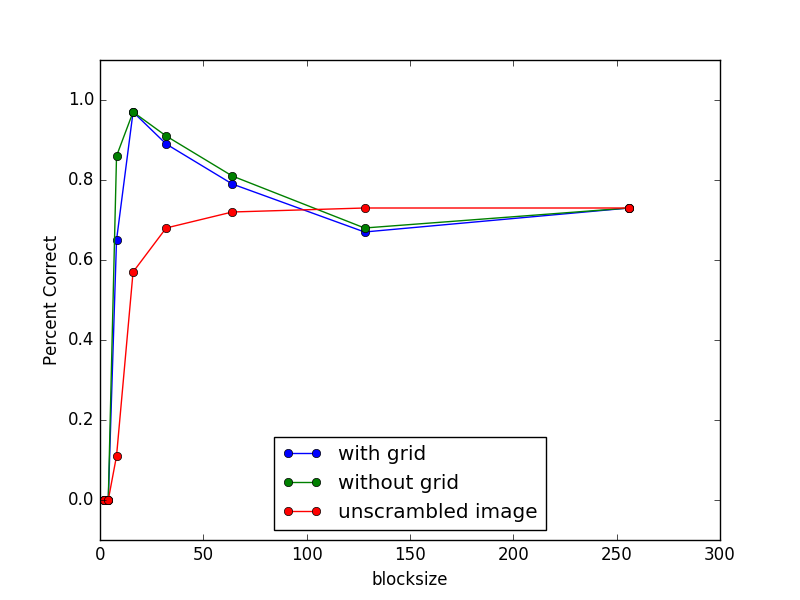 1.0
0.8
0.6
0.4
0.2
0.0
Percent Correct
with grid
without grid
unscrambled image
0 50 100 150 200 250 300
blocksize